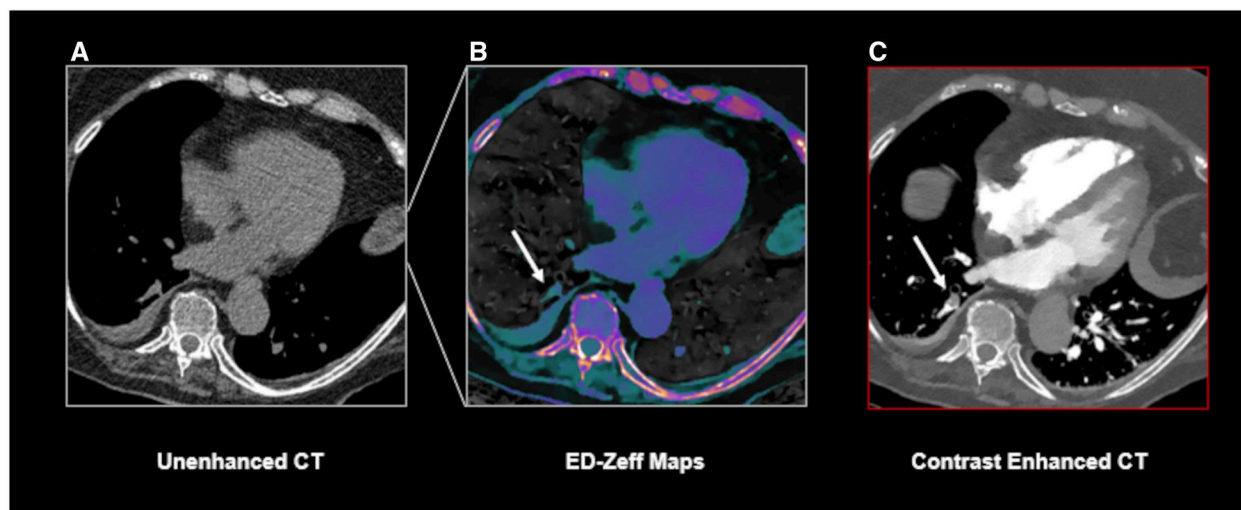 A
B
C
Unenhanced CT
ED-Zeff Maps
Contrast Enhanced CT